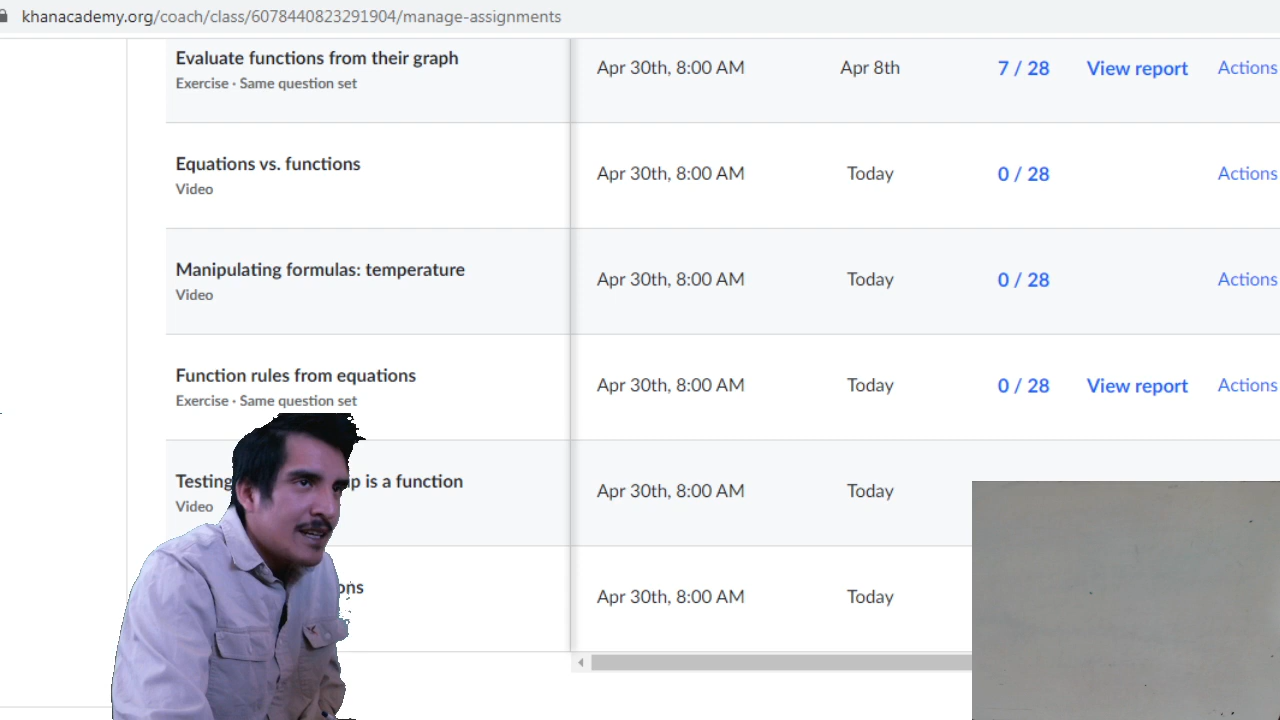 khanacademy.org/coach/class/6078440823291904/manage-assignments
Evaluate functions from their graph
Exercise · Same question set
Apr 30th, 8:00 AM
Apr 8th
7 / 28
View report
Actions
Equations vs. functions
Video
Apr 30th, 8:00 AM
Today
0 / 28
Actions
Manipulating formulas: temperature
Video
Apr 30th, 8:00 AM
Today
0 / 28
Actions
Function rules from equations
Exercise · Same question set
Apr 30th, 8:00 AM
Today
0 / 28
View report
Actions
Testing is a function
Video
Apr 30th, 8:00 AM
Today
Apr 30th, 8:00 AM
Today